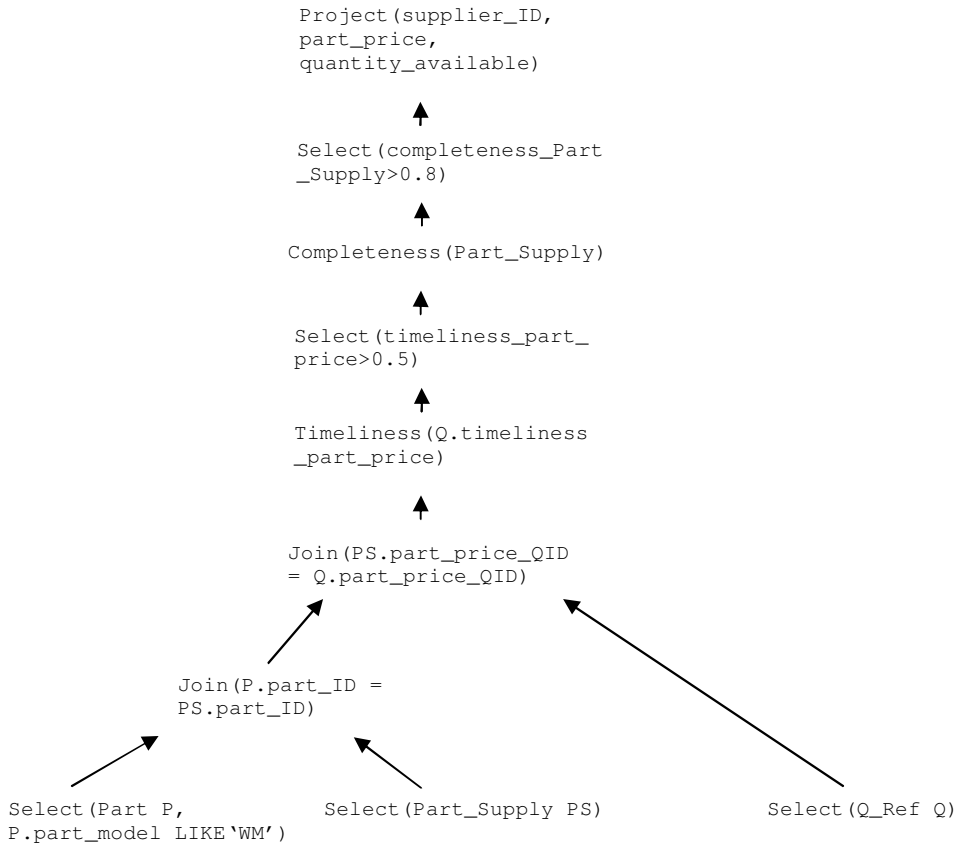 Project(supplier_ID,
part_price,
quantity_available)
Select(completeness_Part
_Supply>0.8)
Completeness(Part_Supply)
Select(timeliness_part_
price>0.5)
Timeliness(Q.timeliness
_part_price)
Join(PS.part_price_QID
= Q.part_price_QID)
Join(P.part_ID =
PS.part_ID)
Select(Part P,
P.part_model LIKE‘WM’)
Select(Part_Supply PS)
Select(Q_Ref Q)